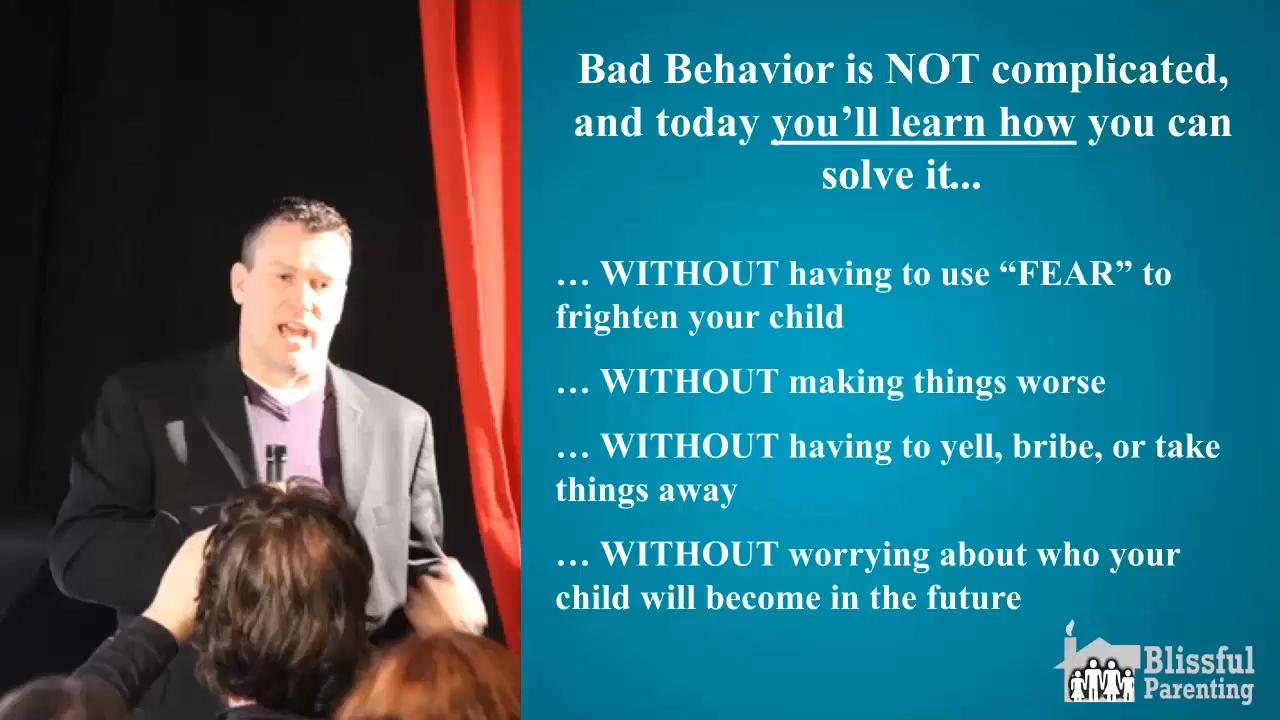 Bad Behavior is NOT complicated,
and today you’ll learn how you can
solve it...
… WITHOUT having to use “FEAR” to
frighten your child
… WITHOUT making things worse
… WITHOUT having to yell, bribe, or take
things away
… WITHOUT worrying about who your
child will become in the future
Blissful
Parenting